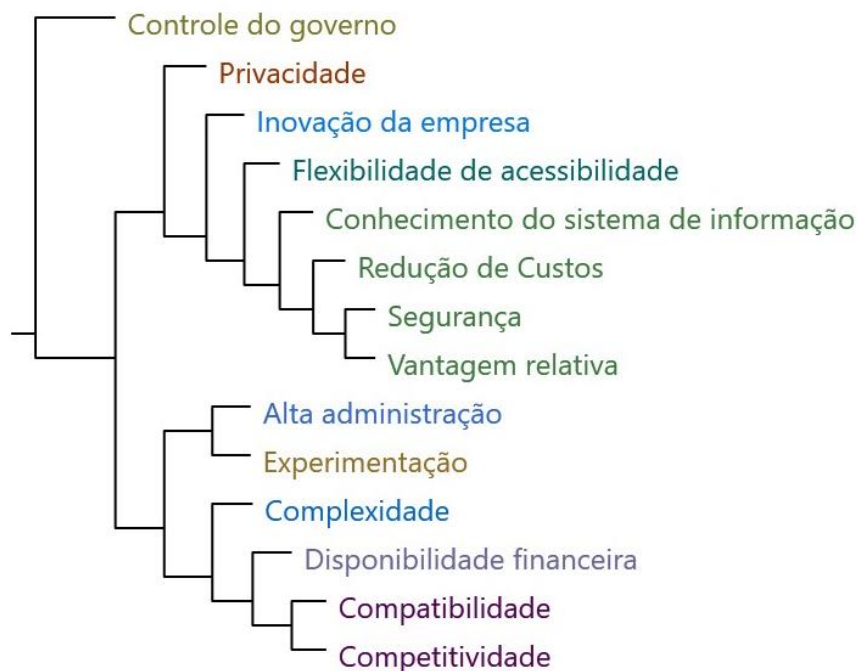 Controle do governo
Privacidade
Inovação da empresa
Flexibilidade de acessibilidade
Conhecimento do sistema de informação
Redução de Custos
Segurança
Vantagem relativa
Alta administração
Experimentação
Complexidade
Disponibilidade financeira
Compatibilidade
Competitividade